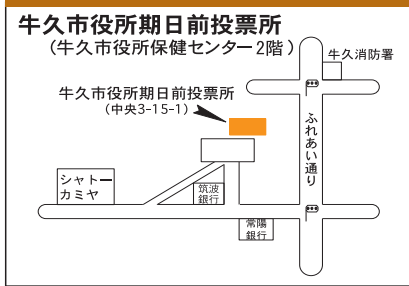 牛久市役所期日前投票所
(牛久市役所保健センター2階)
牛久消防署
牛久市役所期日前投票所
(中央3-15-1)
ふれあい通り
シャトー
カミヤ
筑波
銀行
常陽
銀行